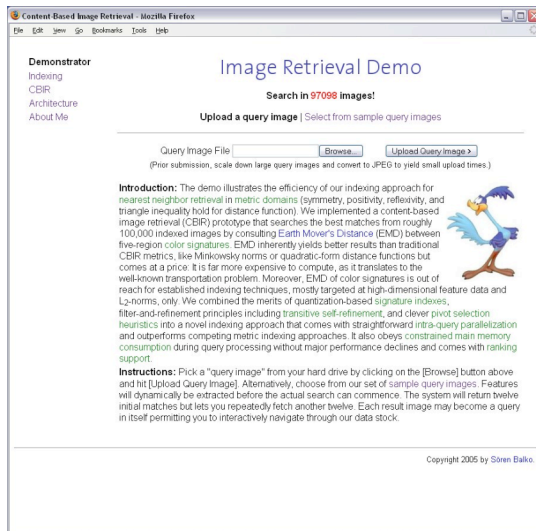 Content-Based Image Retrieval - Mozilla Firefox
File Edit View Go Bookmarks Tools Help
Demonstrator
Indexing
CBIR
Architecture
About Me
Image Retrieval Demo
Search in 97098 images!
Upload a query image | Select from sample query images
Query Image File Browse... Upload Query Image >
(Prior submission, scale down large query images and convert to JPEG to yield small upload times.)
Introduction: The demo illustrates the efficiency of our indexing approach for
nearest neighbor retrieval in metric domains (symmetry, positivity, reflexivity, and
triangle inequality hold for distance function). We implemented a content-based
image retrieval (CBIR) prototype that searches the best matches from roughly
100,000 indexed images by consulting Earth Mover's Distance (EMD) between
five-region color signatures. EMD inherently yields better results than traditional
CBIR metrics, like Minkowsky norms or quadratic-form distance functions but
comes at a price: It is far more expensive to compute, as it translates to the
well-known transportation problem. Moreover, EMD of color signatures is out of
reach for established indexing techniques, mostly targeted at high-dimensional feature data and
L2-norms, only. We combined the merits of quantization-based signature indexes,
filter-and-refinement principles including transitive self-refinement, and clever pivot selection
heuristics into a novel indexing approach that comes with straightforward intra-query parallelization
and outperforms competing metric indexing approaches. It also obeys constrained main memory
consumption during query processing without major performance declines and comes with ranking
support.
Instructions: Pick a "query image" from your hard drive by clicking on the [Browse] button above
and hit [Upload Query Image]. Alternatively, choose from our set of sample query images. Features
will dynamically be extracted before the actual search can commence. The system will return twelve
initial matches but lets you repeatedly fetch another twelve. Each result image may become a query
in itself permitting you to interactively navigate through our data stock.
Copyright 2005 by Sören Balko.